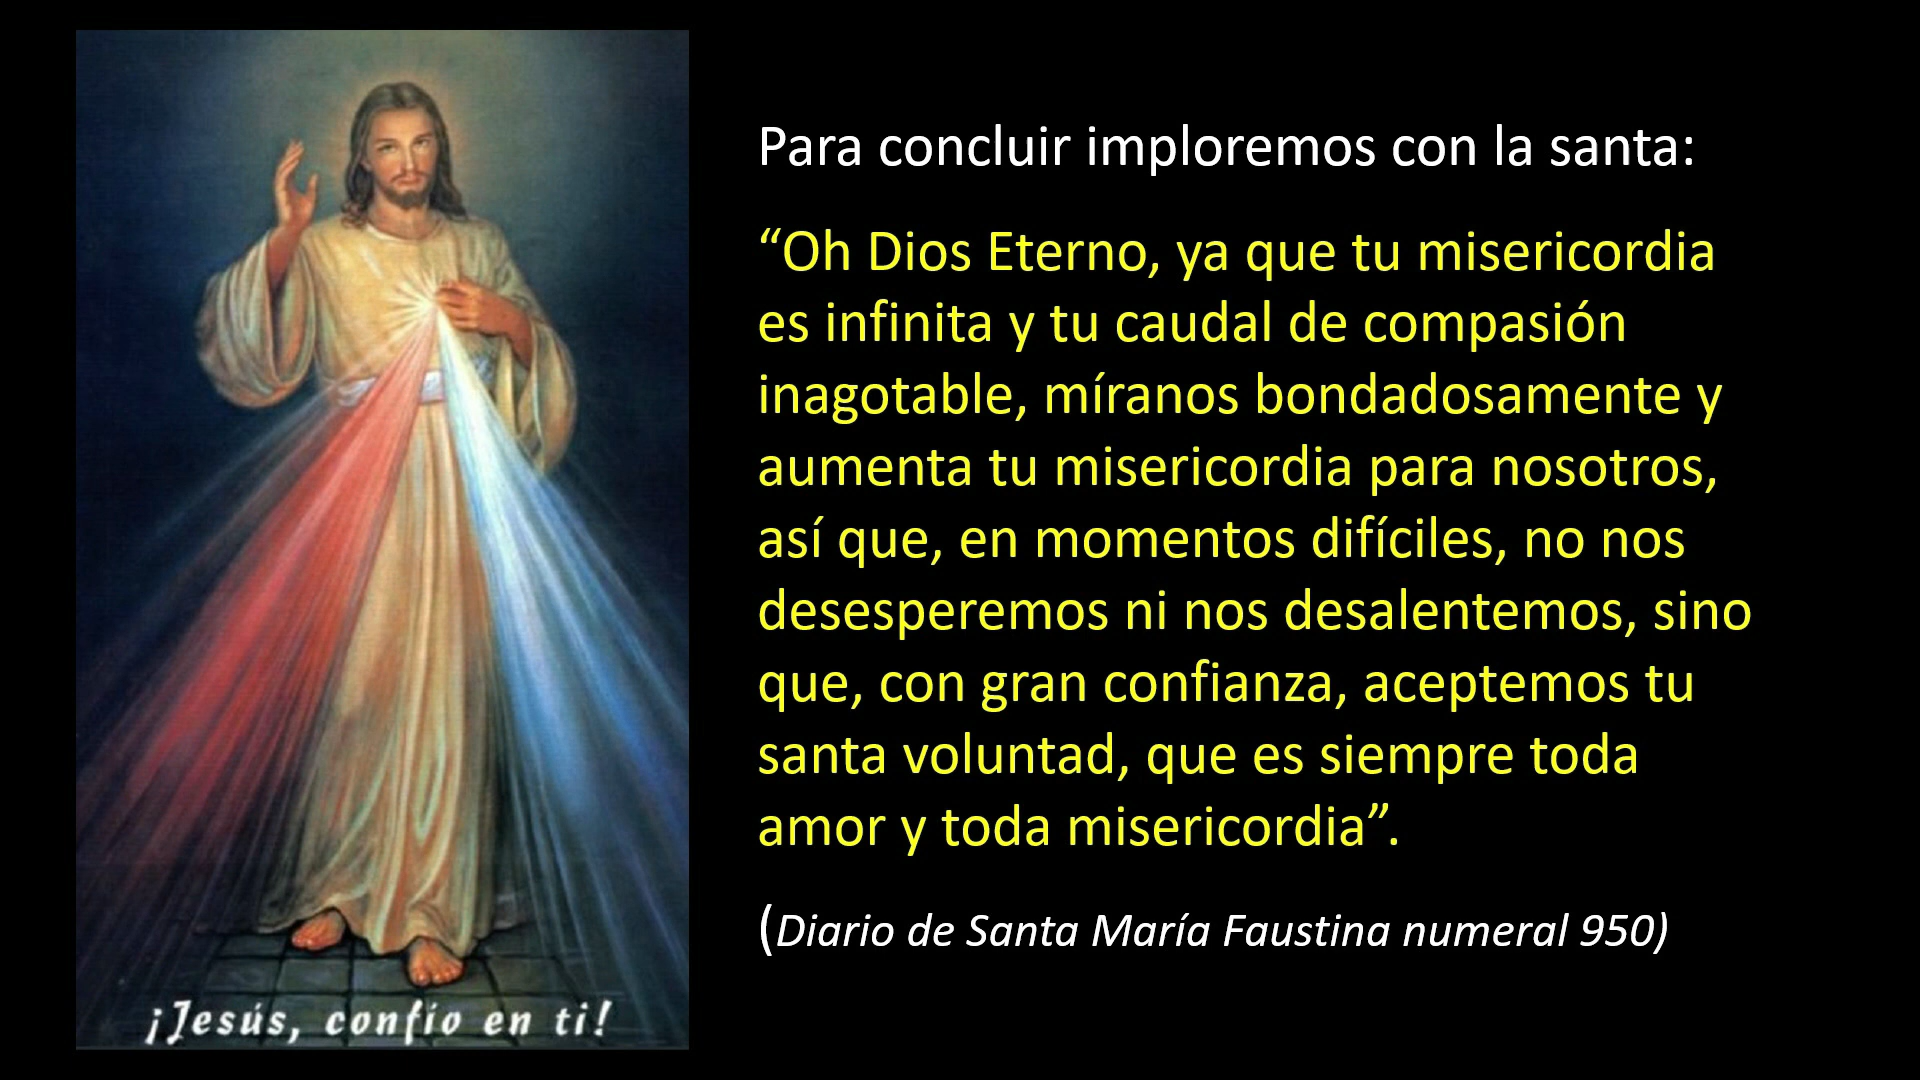 Para concluir imploremos con la santa:
“Oh Dios Eterno, ya que tu misericordia
es infinita y tu caudal de compasión
inagotable, míranos bondadosamente y
aumenta tu misericordia para nosotros,
así que, en momentos difíciles, no nos
desesperemos ni nos desalentemos, sino
que, con gran confianza, aceptemos tu
santa voluntad, que es siempre toda
amor y toda misericordia”.
(Diario de Santa María Faustina numeral 950)
¡Jesús, confío en ti!